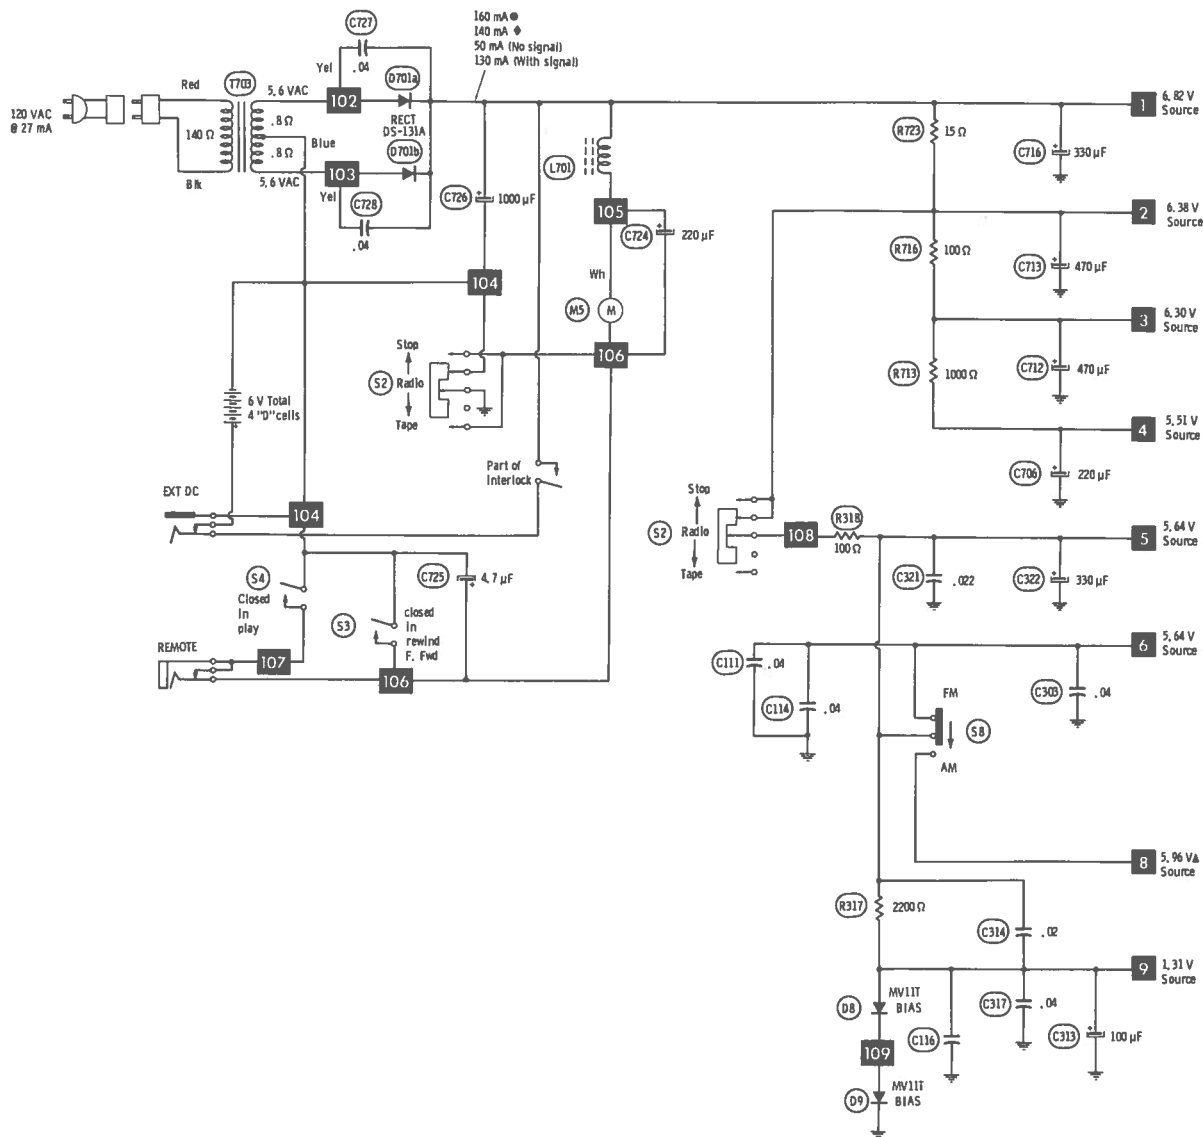 160 mA ●
140 mA ♦
50 mA (No signal)
130 mA (With signal)
C727
.04
Yel
Red
T703
5.6 VAC
102
D701a
RECT
DS-131A
120 VAC
@ 27 mA
140 Ω
.8 Ω
.8 Ω
Blue
D701b
Blk
5.6 VAC
103
Yel
C728
.04
C726
1000 µF
L701
105
C724
220 µF
Wh
104
M5
M
106
Stop
S2
Radio
Tape
6 V Total
4 "D" cells
Part of
Interlock
EXT DC
104
S4
Closed
in
play
C725
4.7 µF
S3
closed
in
rewind
F. Fwd
REMOTE
107
106
R723
15 Ω
C716
330 µF
1
6.82 V
Source
2
6.38 V
Source
R716
100 Ω
C713
470 µF
3
6.30 V
Source
R713
1000 Ω
C712
470 µF
4
5.51 V
Source
C706
220 µF
Stop
S2
Radio
Tape
108
R318
100 Ω
5
5.64 V
Source
C321
.022
C322
330 µF
6
5.64 V
Source
C111
.04
C114
.04
C303
.04
FM
S8
AM
8
5.96 V▲
Source
R317
2200 Ω
C314
.02
9
1.31 V
Source
D8
MV11T
BIAS
C317
.04
109
C116
C313
100 µF
D9
MV11T
BIAS